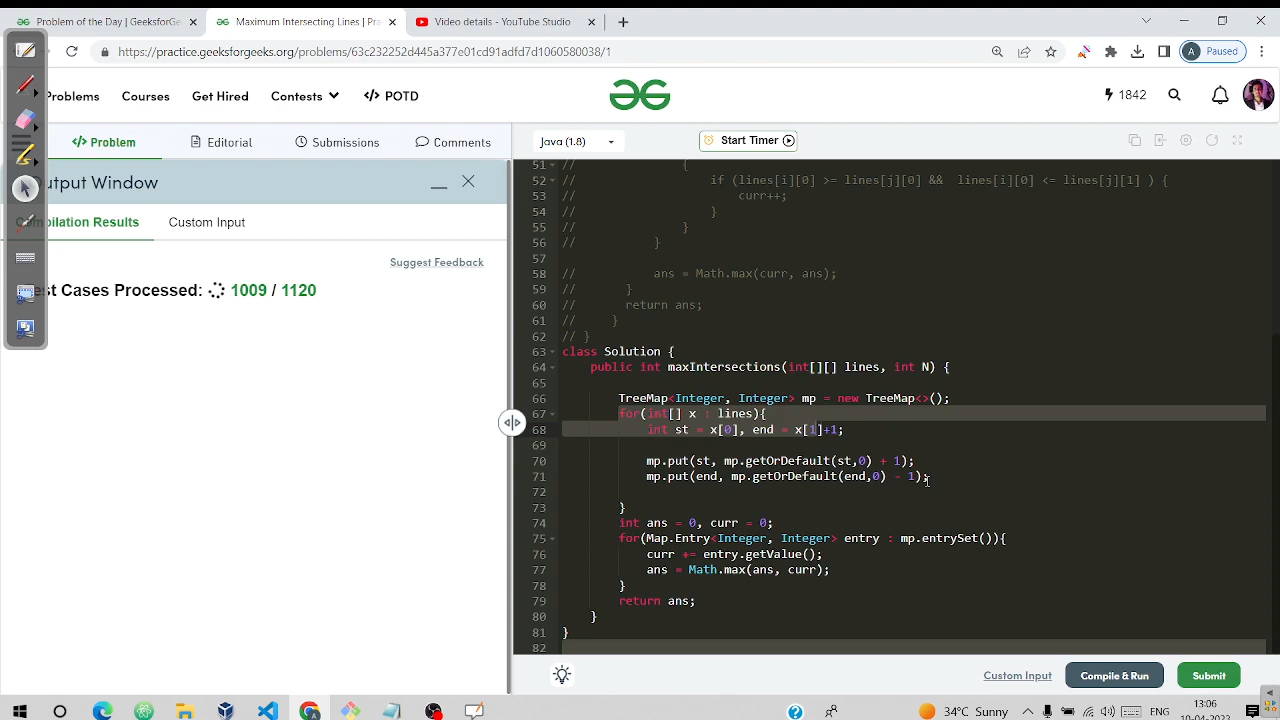 Problem of the Day | GeeksforGe
Maximum Intersecting Lines | Pra
Video details - YouTube Studio
https://practice.geeksforgeeks.org/problems/63c232252d445a377e01cd91adfd7d1060580038/1
A Paused
roblems
Courses
Get Hired
Contests
</> POTD
1842
</> Problem
Editorial
Submissions
Comments
Java (1.8)
Start Timer
utput Window
pilation Results
Custom Input
Suggest Feedback
st Cases Processed: 1009 / 1120
51 // {
52 // if (lines[i][0] >= lines[j][0] && lines[i][0] <= lines[j][1] ) {
53 // curr++;
54 // }
55 // }
56 // }
57
58 // ans = Math.max(curr, ans);
59 // }
60 // return ans;
61 // }
62 // }
63 class Solution {
64 public int maxIntersections(int[][] lines, int N) {
65
66 TreeMap<Integer, Integer> mp = new TreeMap<>();
67 for(int[] x : lines){
68 int st = x[0], end = x[1]+1;
69
70 mp.put(st, mp.getOrDefault(st,0) + 1);
71 mp.put(end, mp.getOrDefault(end,0) - 1);
72
73 }
74 int ans = 0, curr = 0;
75 for(Map.Entry<Integer, Integer> entry : mp.entrySet()){
76 curr += entry.getValue();
77 ans = Math.max(ans, curr);
78 }
79 return ans;
80 }
81 }
82
Custom Input
Compile & Run
Submit
34°C Sunny
ENG
13:06